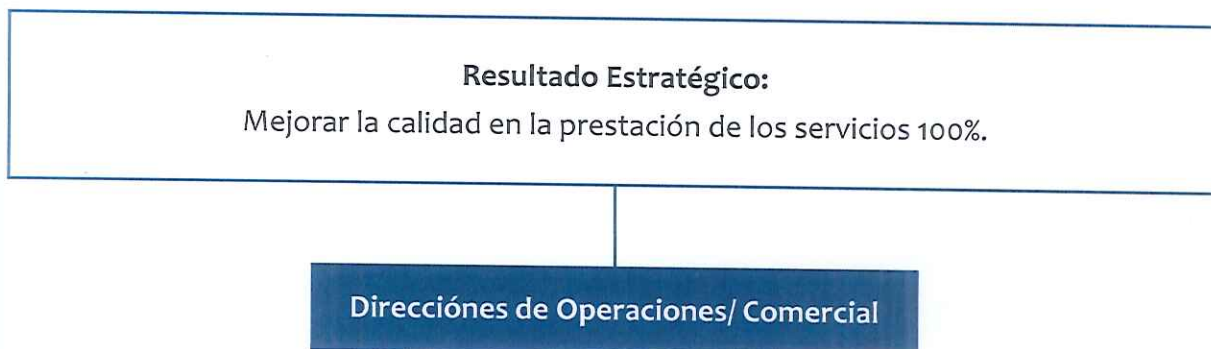 Resultado Estratégico:
Mejorar la calidad en la prestación de los servicios 100%.
Direcciónes de Operaciones/ Comercial